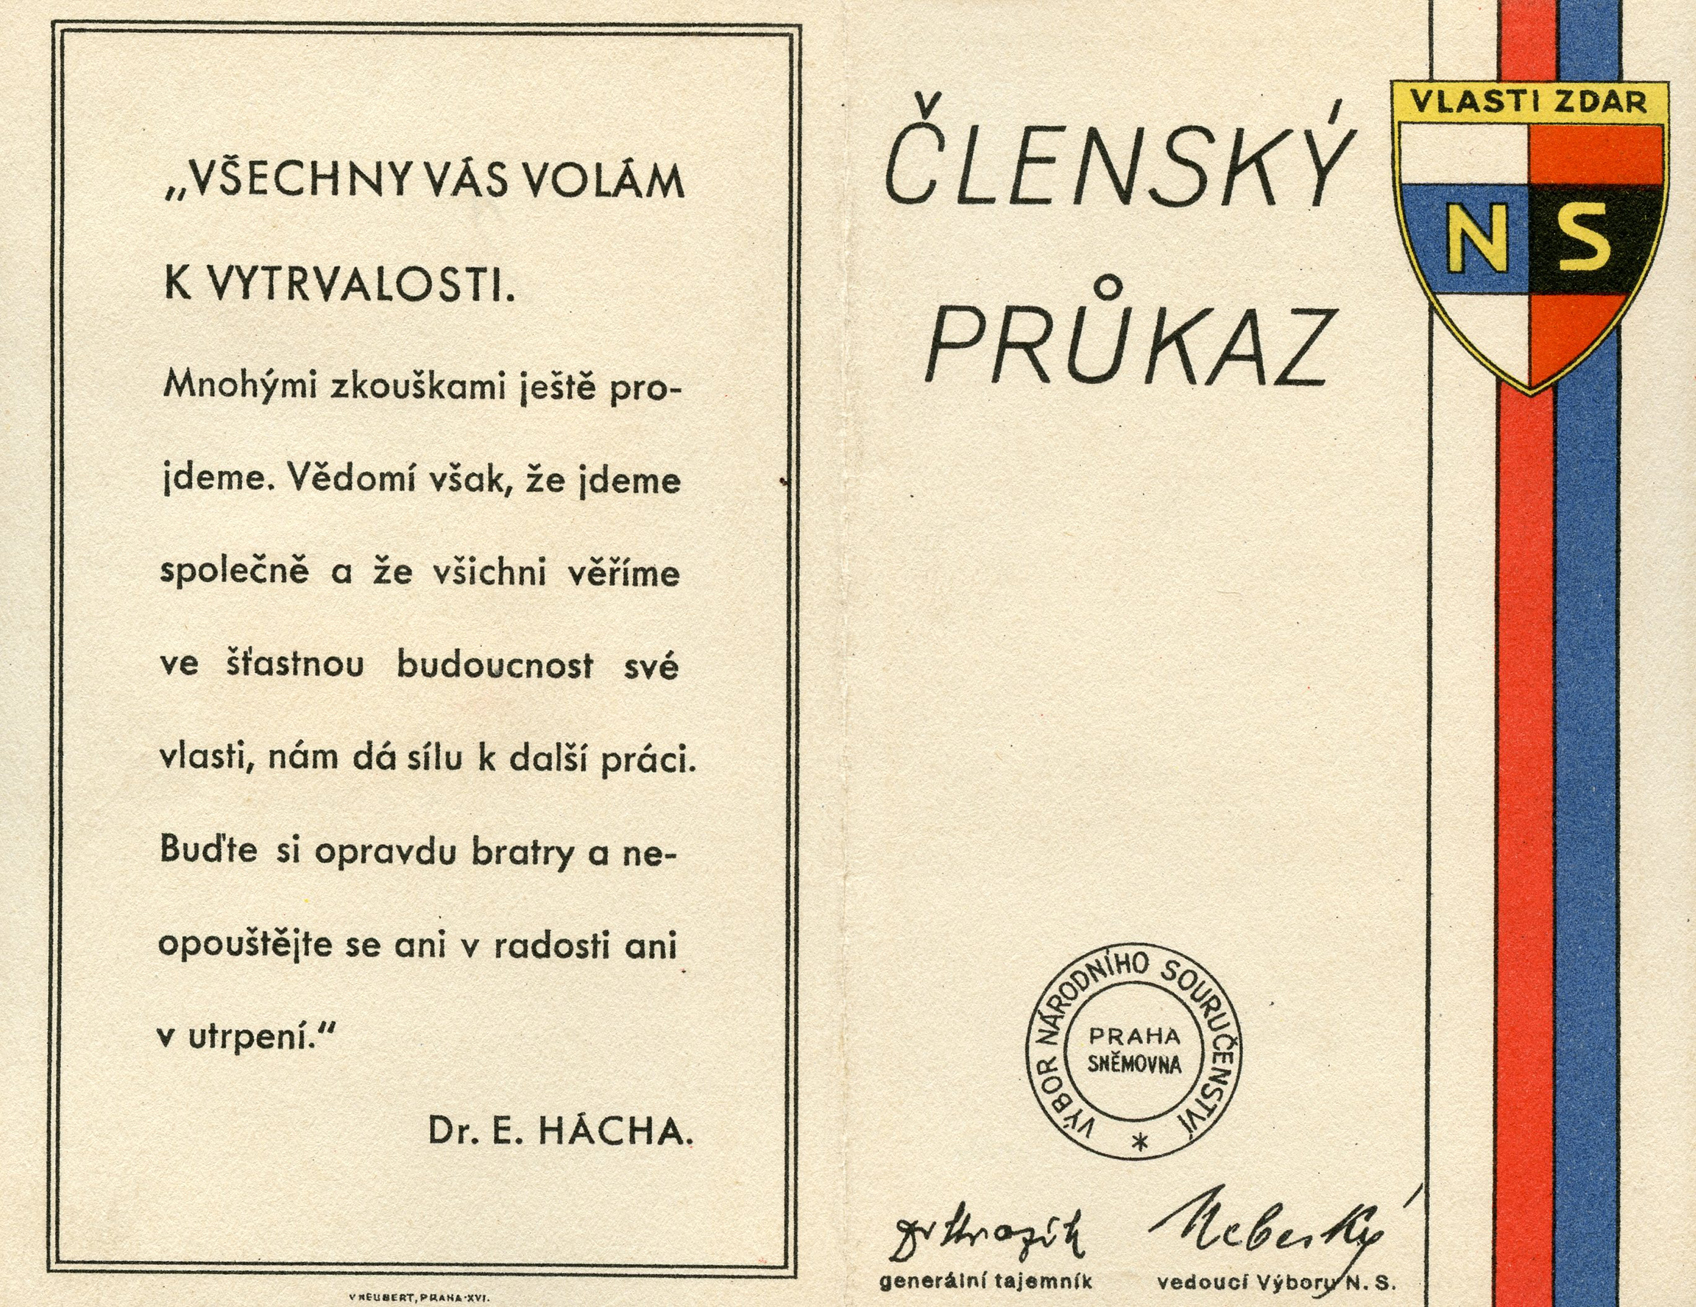 „VŠECHNY VÁS VOLÁM
K VYTRVALOSTI.
Mnohými zkouškami ještě pro-
jdeme. Vědomí však, že jdeme
společně a že všichni věříme
ve šťastnou budoucnost své
vlasti, nám dá sílu k další práci.
Buďte si opravdu bratry a ne-
opouštějte se ani v radosti ani
v utrpení.“
Dr. E. HÁCHA.
V NEUBERT, PRAHA-XVI.
ČLENSKÝ
PRŮKAZ
VLASTI ZDAR
N S
VÝBOR NÁRODNÍHO SOURUČENSTVÍ *
PRAHA
SNĚMOVNA
Nebeský
generální tajemník
vedoucí Výboru N. S.